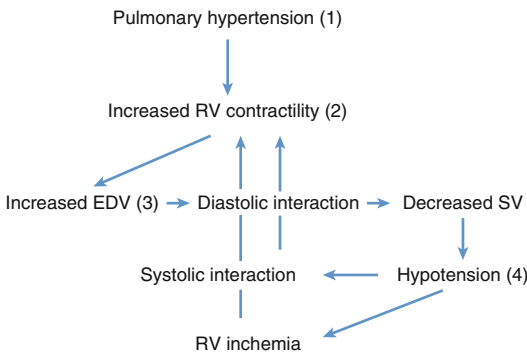 Pulmonary hypertension (1)
Increased RV contractility (2)
Increased EDV (3) Diastolic interaction Decreased SV
Systolic interaction Hypotension (4)
RV inchemia